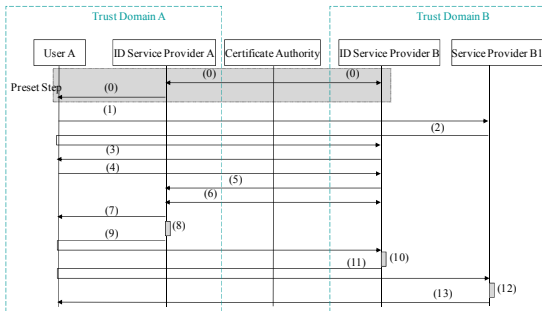 Trust Domain A
Trust Domain B
User A
ID Service Provider A
Certificate Authority
ID Service Provider B
Service Provider B1
(0)
(0)
Preset Step
(0)
(1)
(2)
(3)
(4)
(5)
(6)
(7)
(8)
(9)
(10)
(11)
(12)
(13)